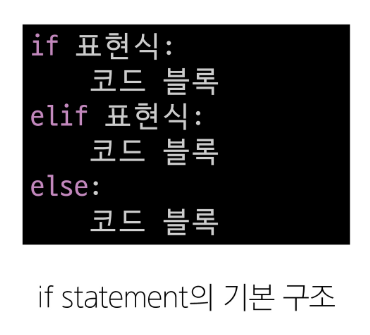 if 표현식:
    코드 블록
elif 표현식:
    코드 블록
else:
    코드 블록
if statement의 기본 구조